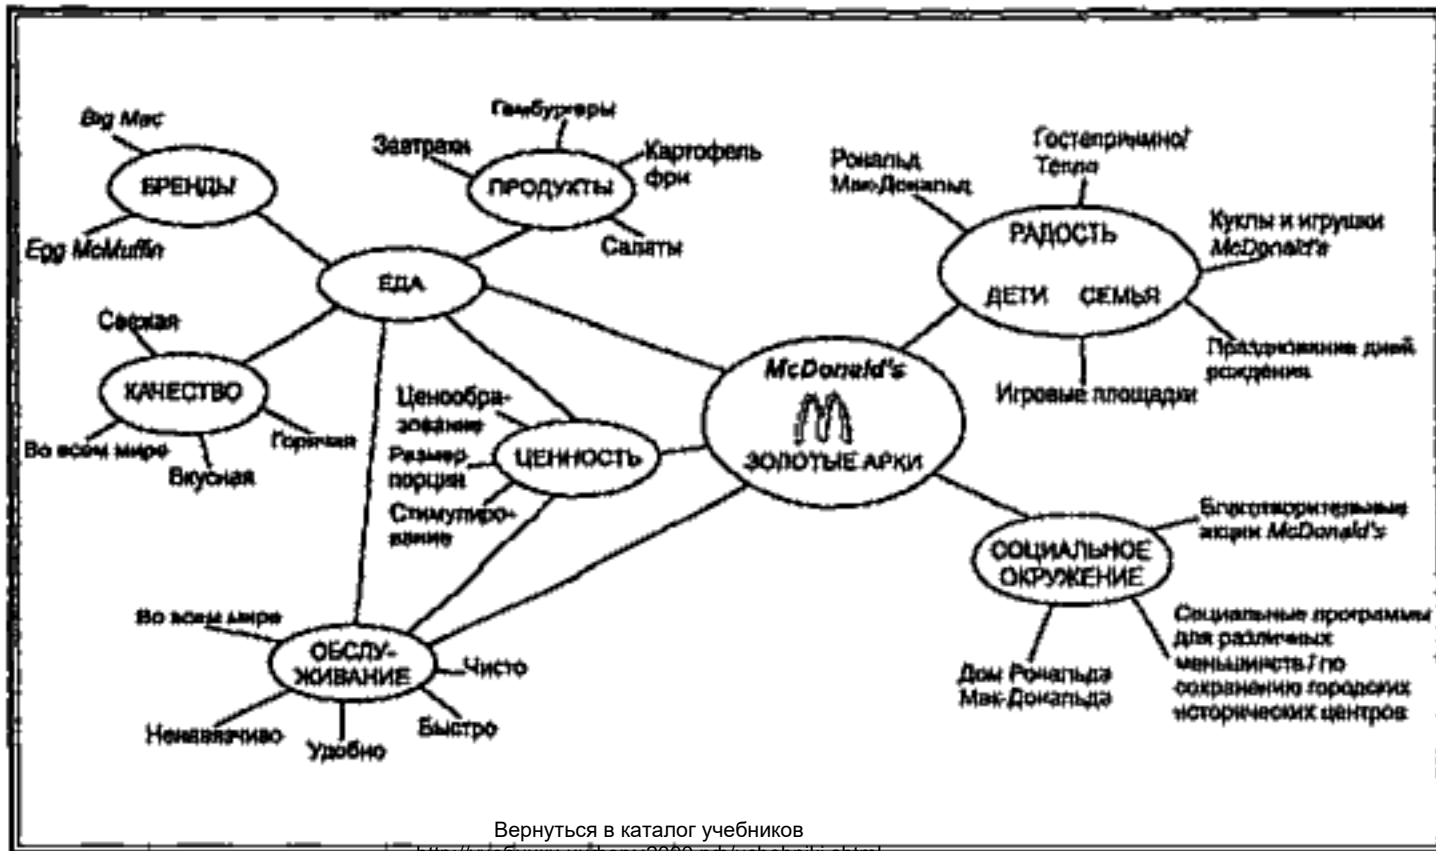 Big Mac
БРЕНДЫ
Egg McMuffin
Гамбургеры
Завтраки
Картофель
фри
ПРОДУКТЫ
Салаты
ЕДА
Свежая
КАЧЕСТВО
Во всем мире
Вкусная
Горячая
Ценообра-
зование
Размер
порции
Стимулиро-
вание
ЦЕННОСТЬ
McDonald's
ЗОЛОТЫЕ АРКИ
Рональд
Мак-Дональд
Гостеприимно/
Тепло
РАДОСТЬ
ДЕТИ СЕМЬЯ
Куклы и игрушки
McDonald's
Празднование дней
рождения
Игровые площадки
СОЦИАЛЬНОЕ
ОКРУЖЕНИЕ
Благотворительные
акции McDonald's
Социальные программы
для различных
меньшинств / по
сохранению городских
исторических центров
Дом Рональда
Мак-Дональда
Во всем мире
ОБСЛУ-
ЖИВАНИЕ
Чисто
Быстро
Удобно
Ненавязчиво
Вернуться в каталог учебников